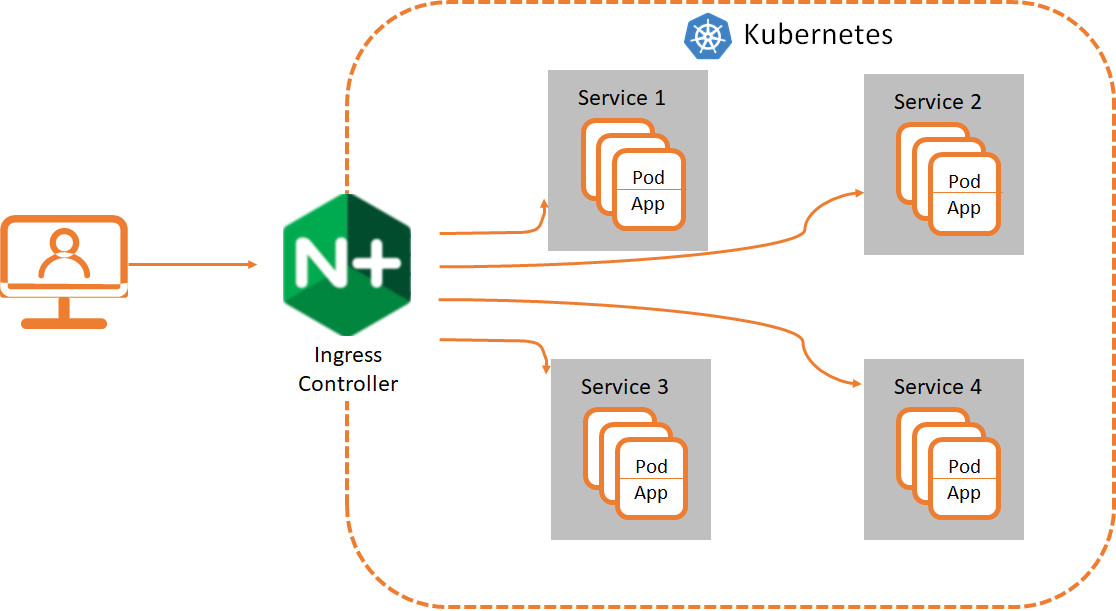 Kubernetes
Service 1
Pod
App
Service 2
Pod
App
N+
Ingress
Controller
Service 3
Pod
App
Service 4
Pod
App